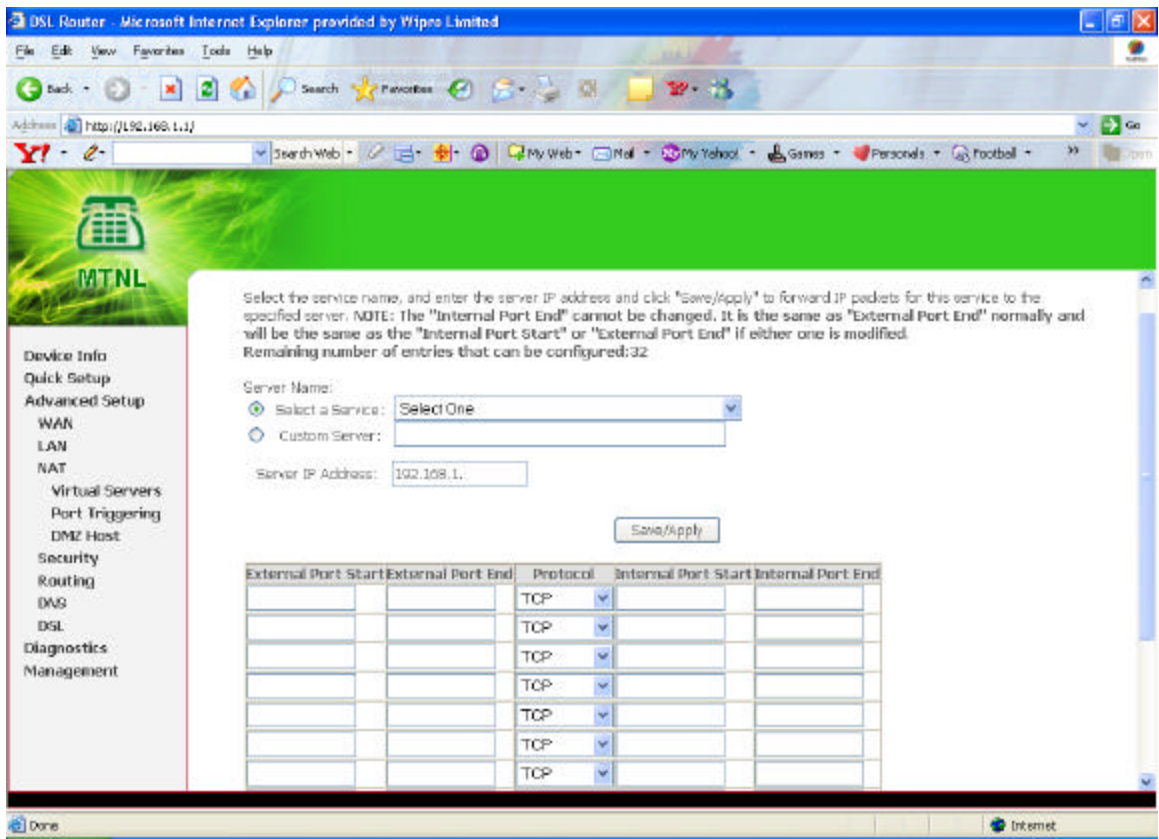 DSL Router - Microsoft Internet Explorer provided by Wipro Limited
File Edit View Favorites Tools Help
Back Search Favorites
Address http://192.168.1.1/ Go
Y! Search Web My Web Mail My Yahoo! Games Personals Football » Open
MTNL
Select the service name, and enter the server IP address and click "Save/Apply" to forward IP packets for this service to the
specified server. NOTE: The "Internal Port End" cannot be changed. It is the same as "External Port End" normally and
will be the same as the "Internal Port Start" or "External Port End" if either one is modified.
Remaining number of entries that can be configured:32
Device Info
Quick Setup
Advanced Setup
WAN
LAN
NAT
Virtual Servers
Port Triggering
DMZ Host
Security
Routing
DNS
DSL
Diagnostics
Management
Server Name:
Select a Service: Select One
Custom Server:
Server IP Address: 192.168.1.
Save/Apply
External Port Start External Port End Protocol Internal Port Start Internal Port End
TCP
TCP
TCP
TCP
TCP
TCP
TCP
Done Internet